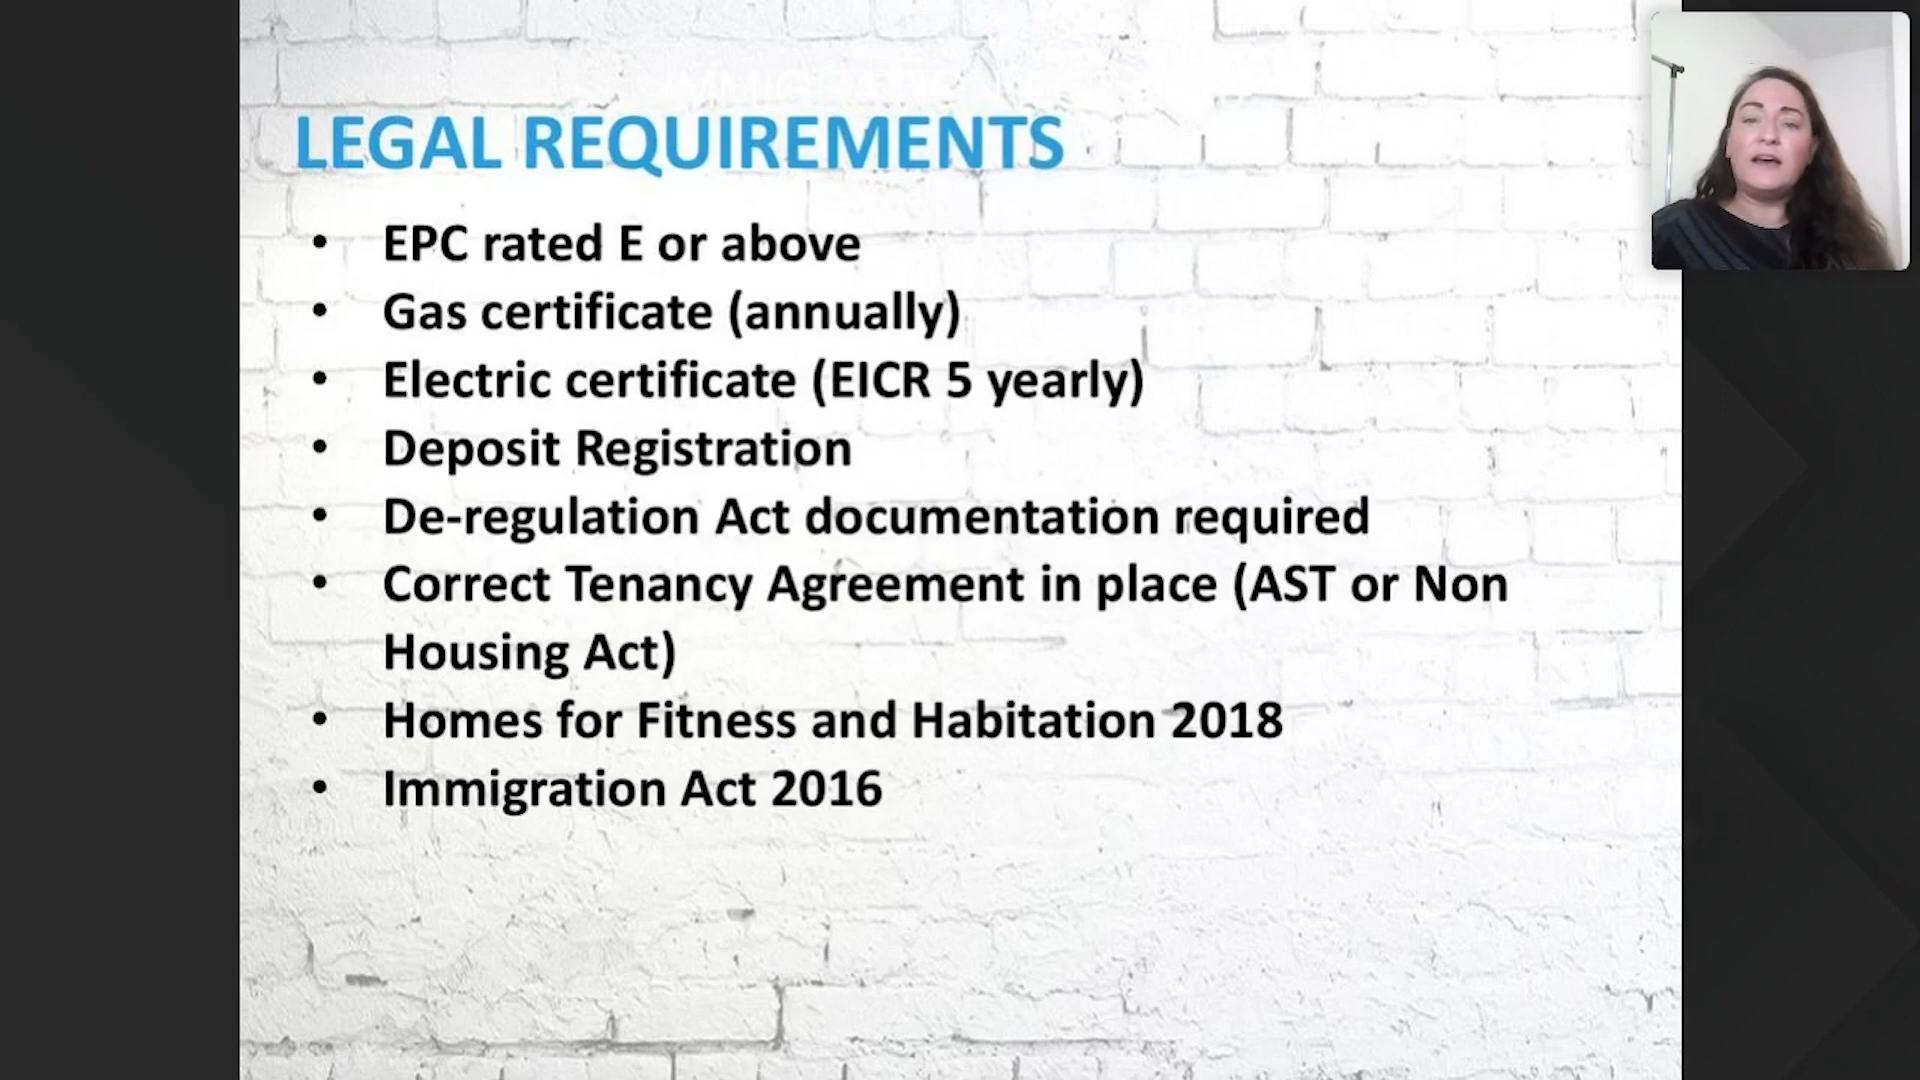 LEGAL REQUIREMENTS
• EPC rated E or above
• Gas certificate (annually)
• Electric certificate (EICR 5 yearly)
• Deposit Registration
• De-regulation Act documentation required
• Correct Tenancy Agreement in place (AST or Non
Housing Act)
• Homes for Fitness and Habitation 2018
• Immigration Act 2016